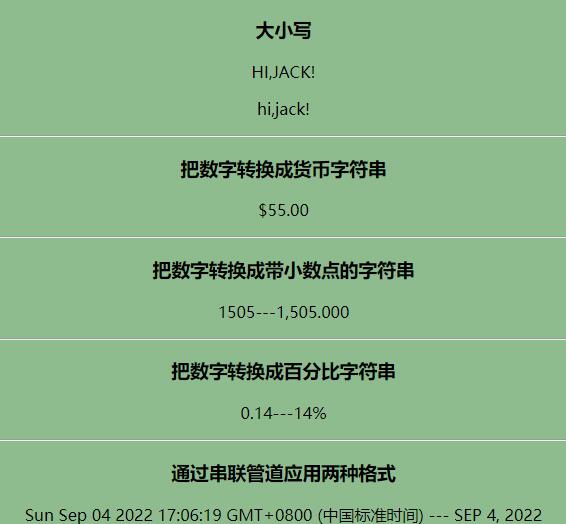 大小写
HI,JACK!
hi,jack!
把数字转换成货币字符串
$55.00
把数字转换成带小数点的字符串
1505---1,505.000
把数字转换成百分比字符串
0.14---14%
通过串联管道应用两种格式
Sun Sep 04 2022 17:06:19 GMT+0800 (中国标准时间) --- SEP 4, 2022